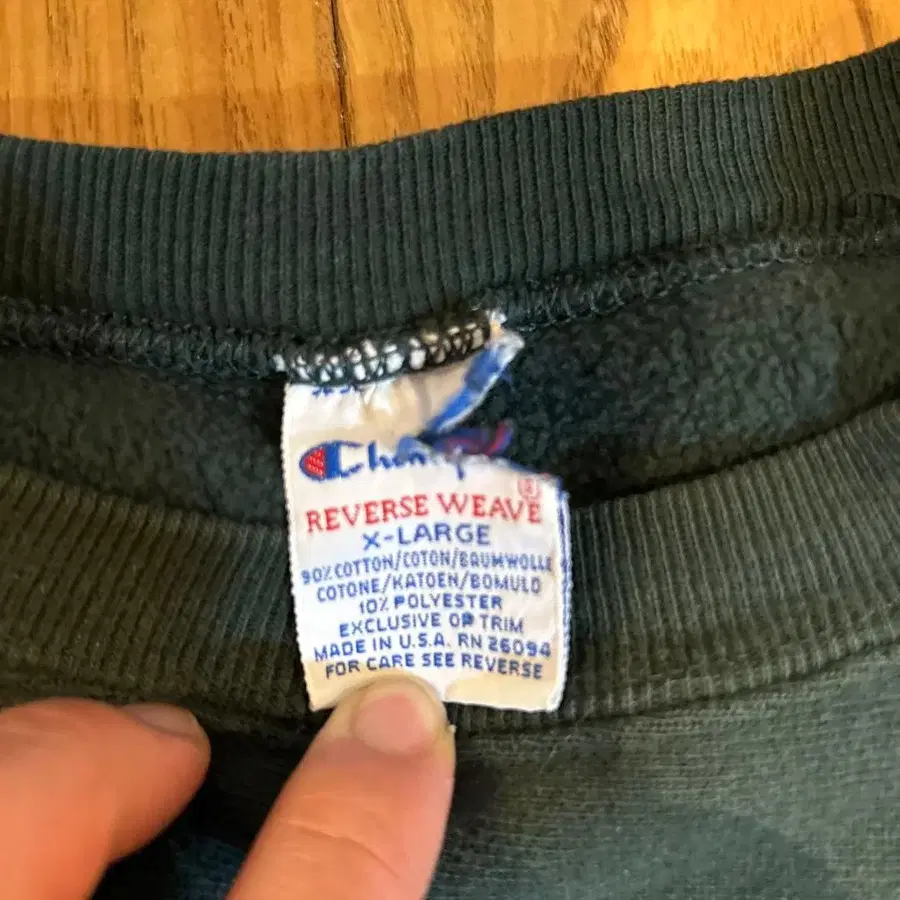 REVERSE WEAVE ®
X-LARGE
90% COTTON/COTON/BAUMWOLLE
COTONE/KATOEN/BOMULD
10% POLYESTER
EXCLUSIVE OF TRIM
MADE IN U.S.A. RN 26094
FOR CARE SEE REVERSE